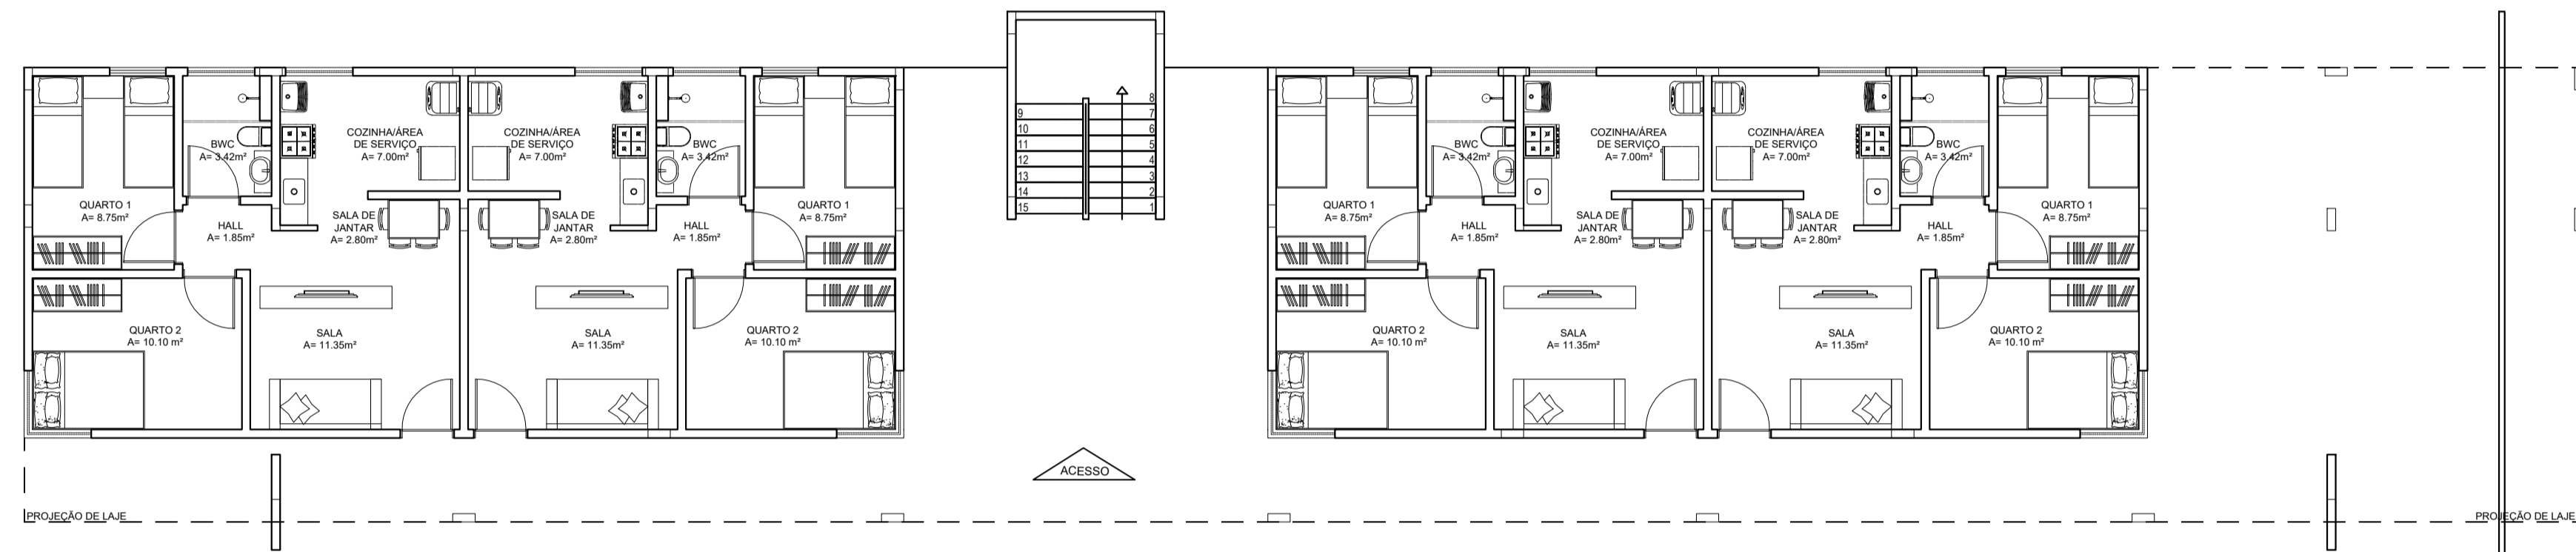 QUARTO 1
A= 8.75m²
BWC
A= 3.42m²
COZINHA/ÁREA
DE SERVIÇO
A= 7.00m²
HALL
A= 1.85m²
SALA DE
JANTAR
A= 2.80m²
QUARTO 2
A= 10.10 m²
SALA
A= 11.35m²
COZINHA/ÁREA
DE SERVIÇO
A= 7.00m²
BWC
A= 3.42m²
QUARTO 1
A= 8.75m²
SALA DE
JANTAR
A= 2.80m²
HALL
A= 1.85m²
SALA
A= 11.35m²
QUARTO 2
A= 10.10 m²
8
9
7
10
6
11
5
12
4
13
3
14
2
15
1
ACESSO
QUARTO 1
A= 8.75m²
BWC
A= 3.42m²
COZINHA/ÁREA
DE SERVIÇO
A= 7.00m²
HALL
A= 1.85m²
SALA DE
JANTAR
A= 2.80m²
QUARTO 2
A= 10.10 m²
SALA
A= 11.35m²
COZINHA/ÁREA
DE SERVIÇO
A= 7.00m²
BWC
A= 3.42m²
QUARTO 1
A= 8.75m²
SALA DE
JANTAR
A= 2.80m²
HALL
A= 1.85m²
SALA
A= 11.35m²
QUARTO 2
A= 10.10 m²
PROJEÇÃO DE LAJE
PROJEÇÃO DE LAJE